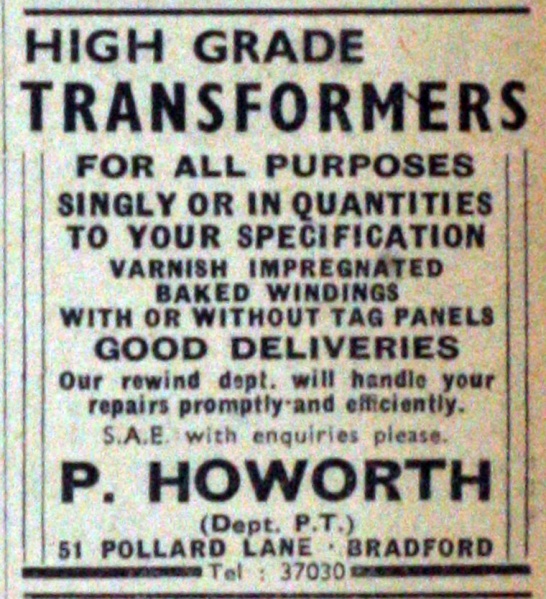 HIGH GRADE
TRANSFORMERS
FOR ALL PURPOSES
SINGLY OR IN QUANTITIES
TO YOUR SPECIFICATION
VARNISH IMPREGNATED
BAKED WINDINGS
WITH OR WITHOUT TAG PANELS
GOOD DELIVERIES
Our rewind dept. will handle your
repairs promptly and efficiently.
S.A.E. with enquiries please.
P. HOWORTH
(Dept. P.T.)
51 POLLARD LANE · BRADFORD
Tel : 37030